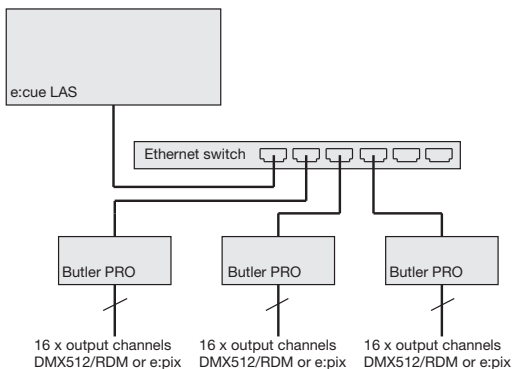 e:cue LAS
Ethernet switch
Butler PRO
Butler PRO
Butler PRO
16 x output channels
DMX512/RDM or e:pix
16 x output channels
DMX512/RDM or e:pix
16 x output channels
DMX512/RDM or e:pix